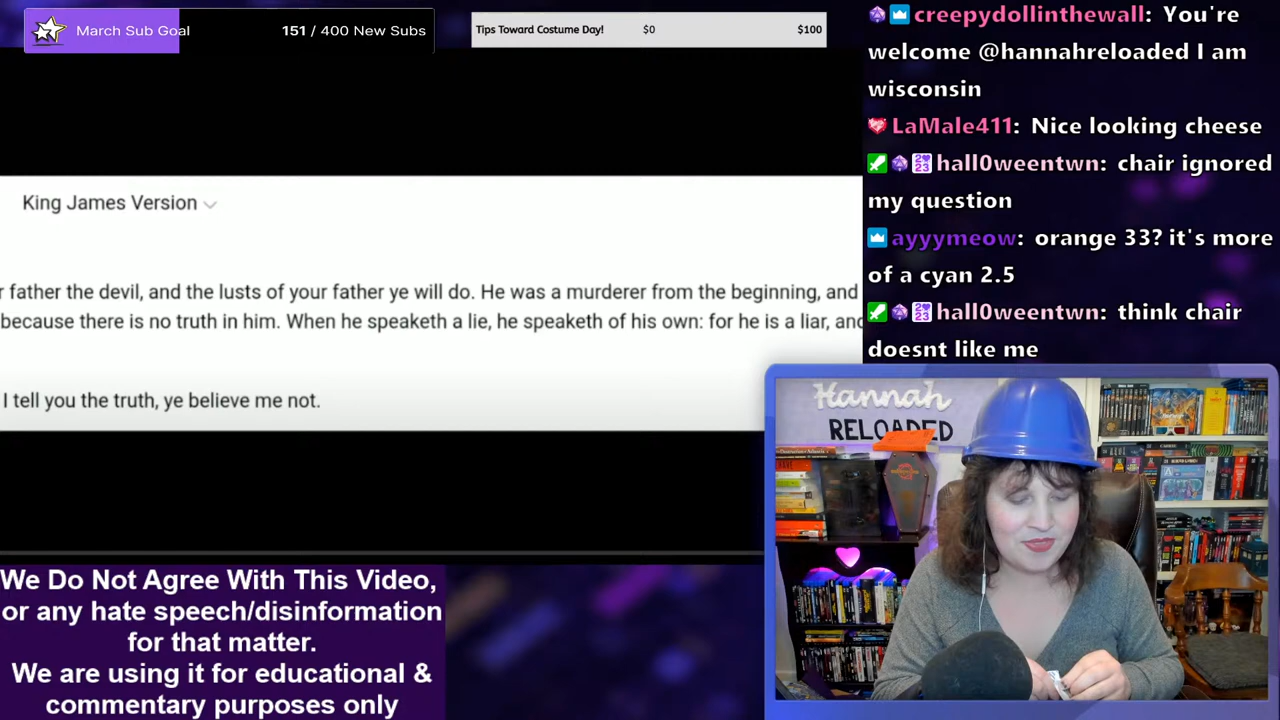 March Sub Goal
151 / 400 New Subs
Tips Toward Costume Day!
$0
$100
King James Version
r father the devil, and the lusts of your father ye will do. He was a murderer from the beginning, and
because there is no truth in him. When he speaketh a lie, he speaketh of his own: for he is a liar, and
I tell you the truth, ye believe me not.
We Do Not Agree With This Video,
or any hate speech/disinformation
for that matter.
We are using it for educational &
commentary purposes only
creepydollinthewall: You're
welcome @hannahreloaded I am
wisconsin
LaMale411: Nice looking cheese
hall0weentwn: chair ignored
my question
ayyymeow: orange 33? it's more
of a cyan 2.5
hall0weentwn: think chair
doesnt like me
Hannah
RELOADED